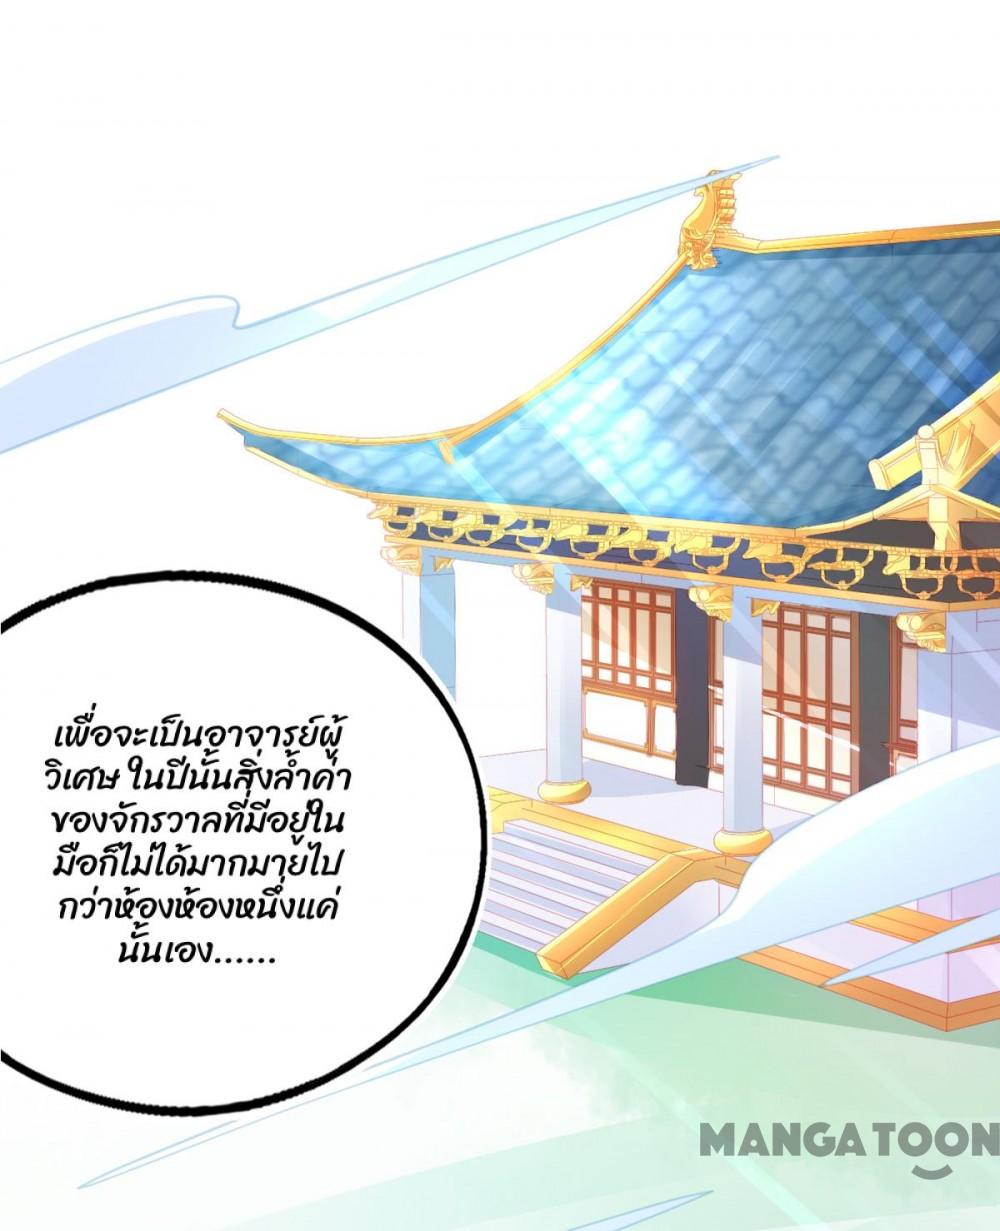 เพื่อจะเป็นอาจารย์ผู้
วิเศษ ในปีนั้นสิ่งล้ำค่า
ของจักรวาลที่มีอยู่ใน
มือก็ไม่ได้มากมายไป
กว่าห้องห้องหนึ่งแค่
นั้นเอง......
MANGATOON